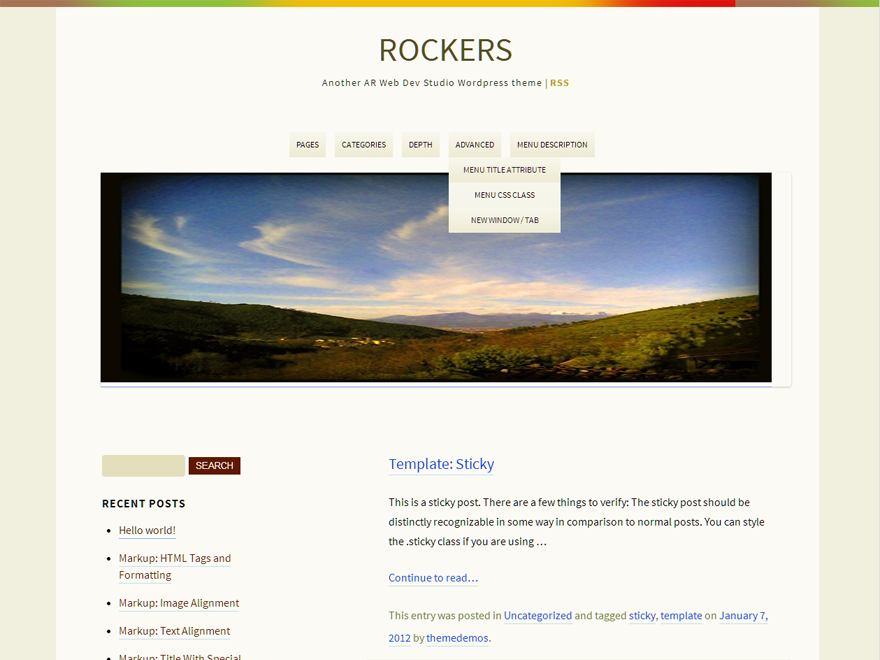 ROCKERS
Another AR Web Dev Studio Wordpress theme | RSS
PAGES CATEGORIES DEPTH ADVANCED MENU DESCRIPTION
MENU TITLE ATTRIBUTE
MENU CSS CLASS
NEW WINDOW / TAB
SEARCH
RECENT POSTS
Hello world!
Markup: HTML Tags and
Formatting
Markup: Image Alignment
Markup: Text Alignment
Markup: Title With Special
Template: Sticky
This is a sticky post. There are a few things to verify: The sticky post should be
distinctly recognizable in some way in comparison to normal posts. You can style
the .sticky class if you are using …
Continue to read…
This entry was posted in Uncategorized and tagged sticky, template on January 7,
2012 by themedemos.